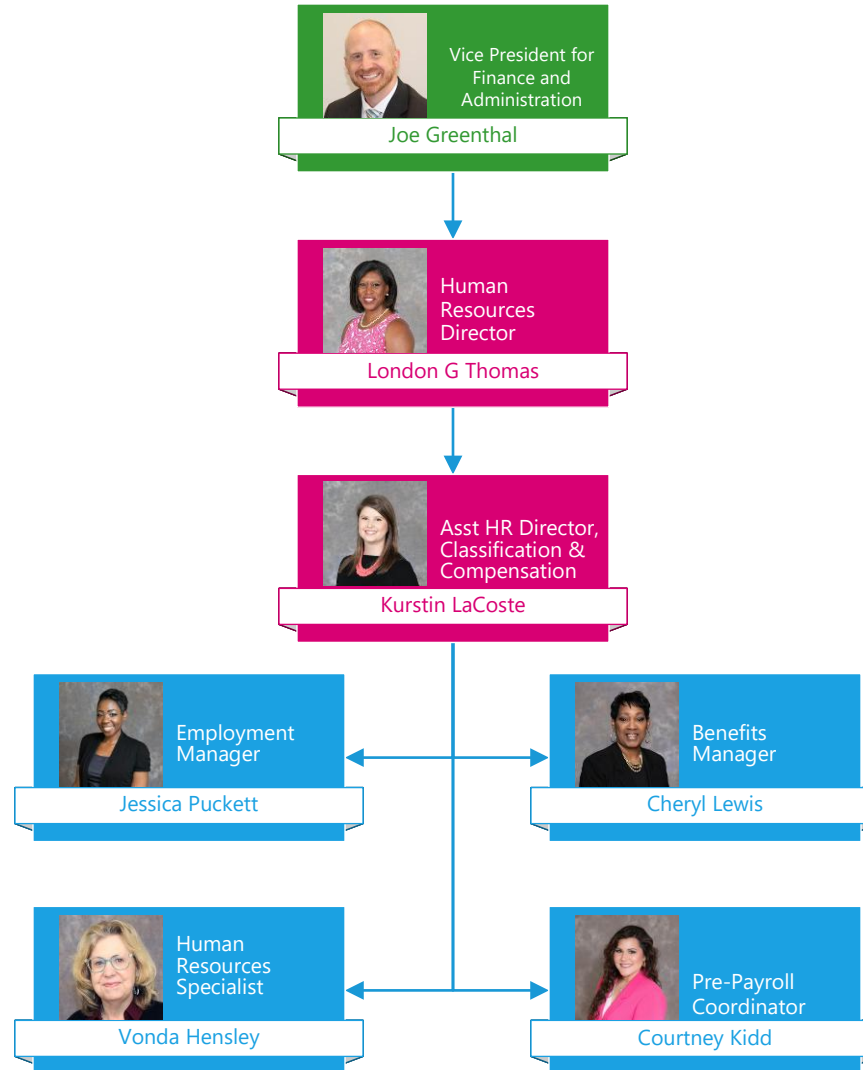 Vice President for
Finance and
Administration
Joe Greenthal
Human
Resources
Director
London G Thomas
Asst HR Director,
Classification &
Compensation
Kurstin LaCoste
Employment
Manager
Jessica Puckett
Benefits
Manager
Cheryl Lewis
Human
Resources
Specialist
Vonda Hensley
Pre-Payroll
Coordinator
Courtney Kidd